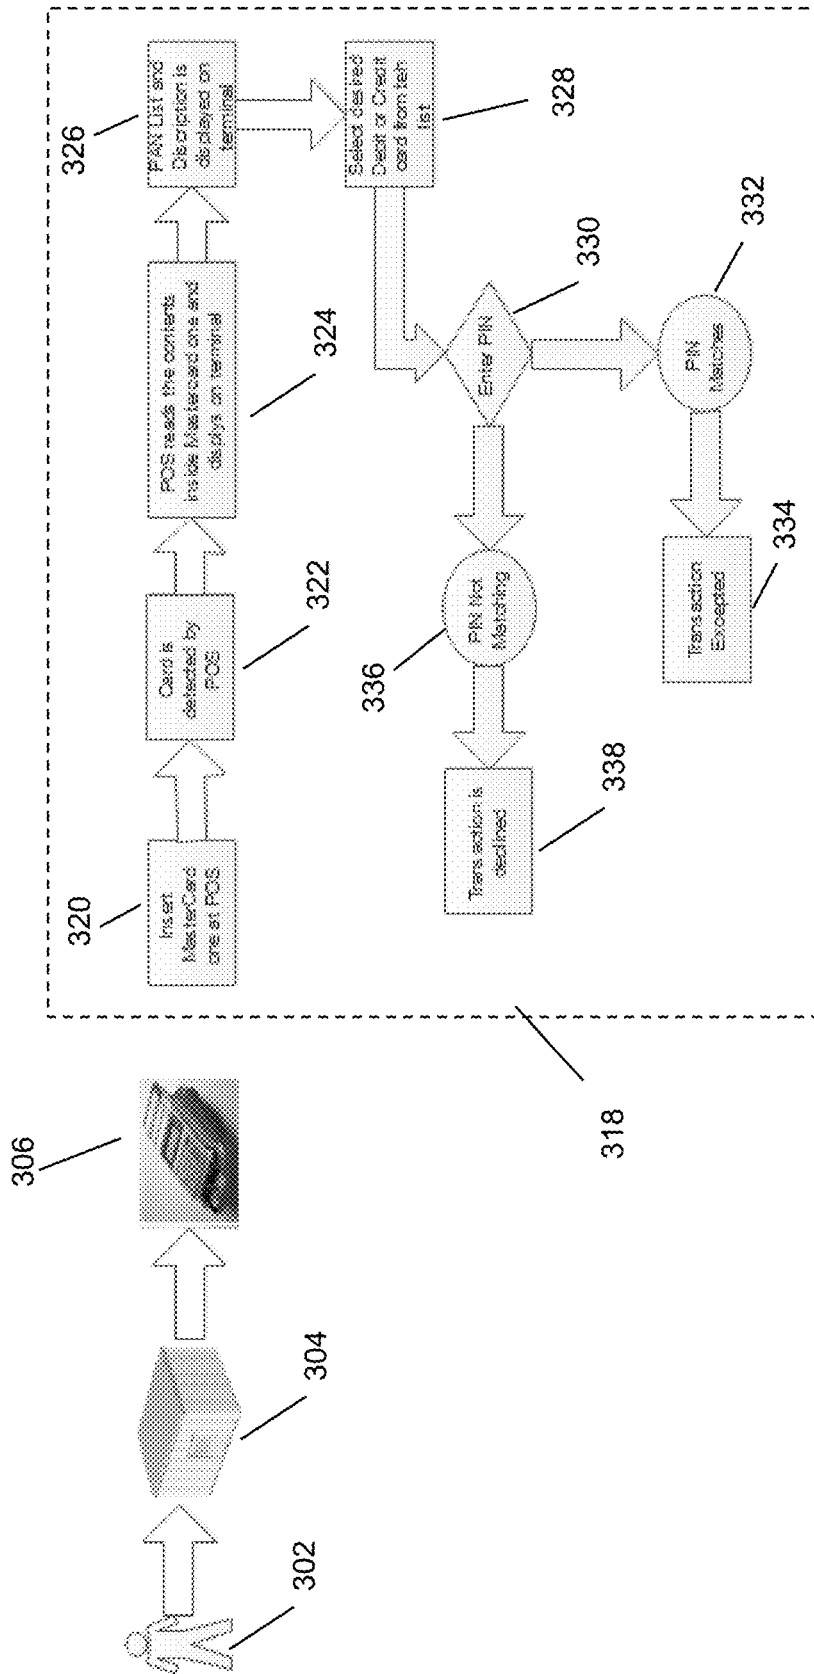 302
304
306
318
320
Insert
MasterCard
one at POS
322
Card is
detected by
POS
324
POS reads the contents
inside Mastercard one and
displys on terminal
326
PAN List and
Discription is
displayed on
terminal
328
Select desired
Debit or Credit
card from teh
list
330
Enter PIN
332
PIN
Matches
334
Transaction
Excepted
336
PIN Not
Matching
338
Transaction is
declined